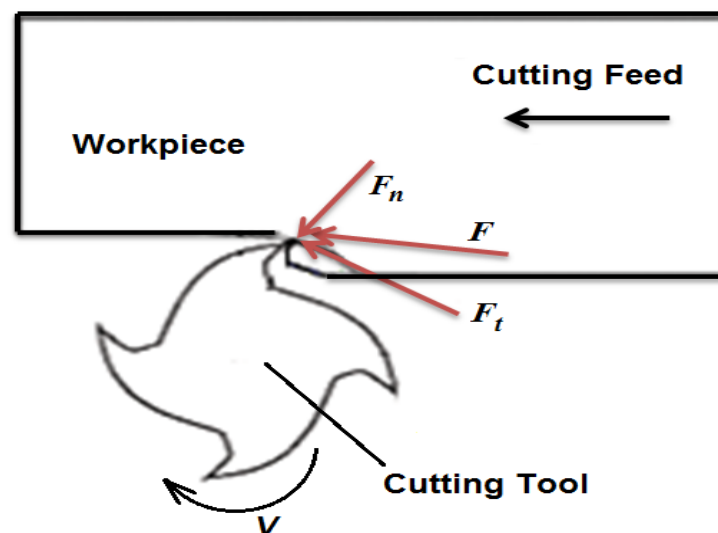 Cutting Feed
Workpiece
Fn
F
Ft
Cutting Tool
V